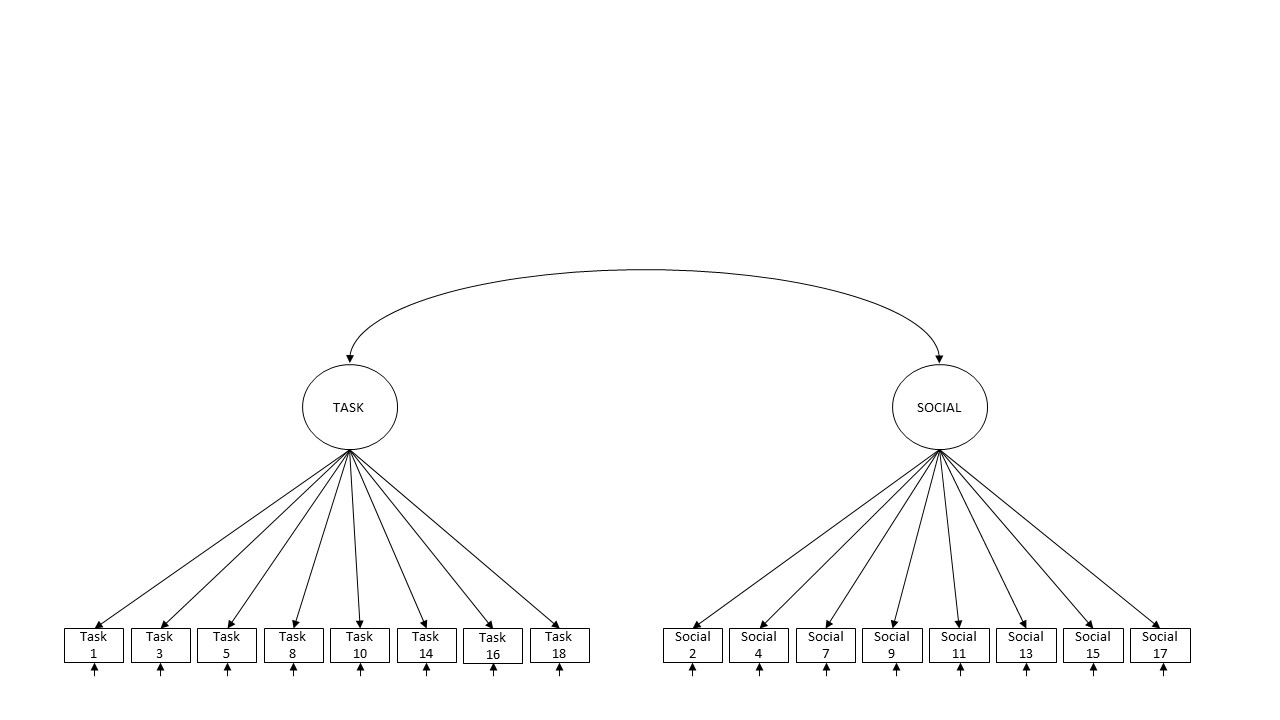 TASK
SOCIAL
Task
1
Task
3
Task
5
Task
8
Task
10
Task
14
Task
16
Task
18
Social
2
Social
4
Social
7
Social
9
Social
11
Social
13
Social
15
Social
17